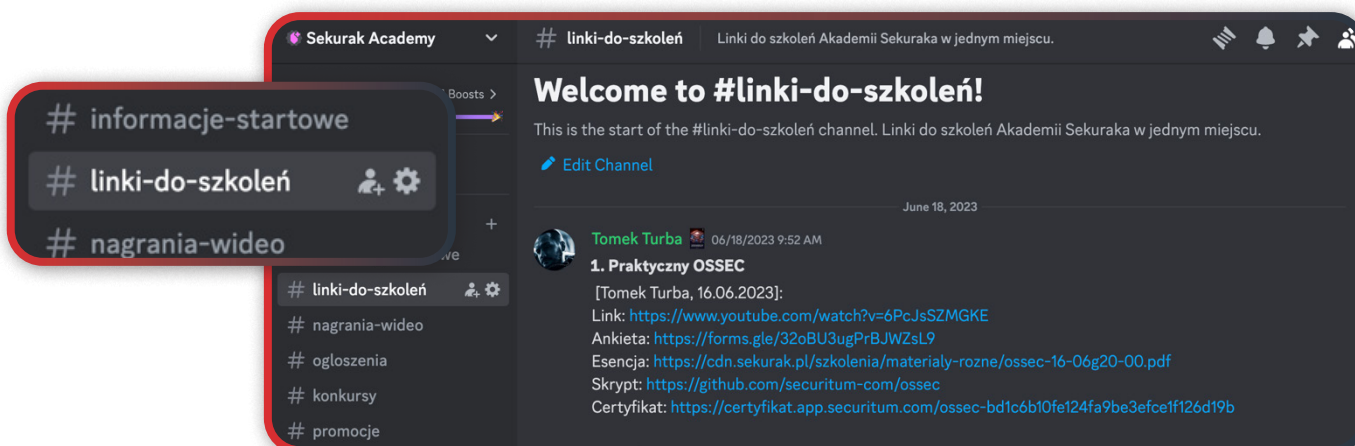 Sekurak Academy
# linki-do-szkoleń
Linki do szkoleń Akademii Sekuraka w jednym miejscu.
Boosts >
# informacje-startowe
# linki-do-szkoleń
# nagrania-wideo
# linki-do-szkoleń
# nagrania-wideo
# ogloszenia
# konkursy
# promocje
Welcome to #linki-do-szkoleń!
This is the start of the #linki-do-szkoleń channel. Linki do szkoleń Akademii Sekuraka w jednym miejscu.
Edit Channel
June 18, 2023
Tomek Turba 06/18/2023 9:52 AM
1. Praktyczny OSSEC
[Tomek Turba, 16.06.2023]:
Link: https://www.youtube.com/watch?v=6PcJsSZMGKE
Ankieta: https://forms.gle/32oBU3ugPrBJWZsL9
Esencja: https://cdn.sekurak.pl/szkolenia/materialy-rozne/ossec-16-06g20-00.pdf
Skrypt: https://github.com/securitum-com/ossec
Certyfikat: https://certyfikat.app.securitum.com/ossec-bd1c6b10fe124fa9be3efce1f126d19b